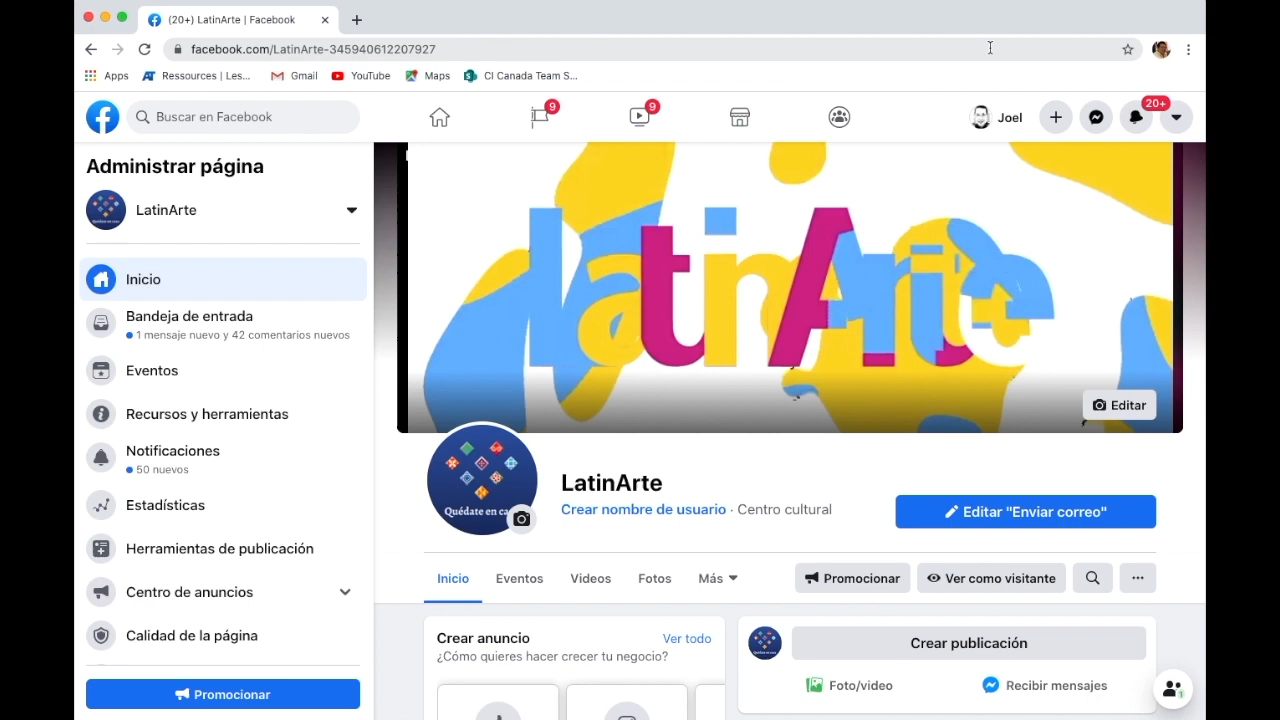 (20+) LatinArte | Facebook
facebook.com/LatinArte-345940612207927
Apps
Ressources | Les...
Gmail
YouTube
Maps
CI Canada Team S...
Buscar en Facebook
9
9
Joel
20+
Administrar página
LatinArte
Inicio
Bandeja de entrada
1 mensaje nuevo y 42 comentarios nuevos
Eventos
Recursos y herramientas
Notificaciones
50 nuevos
Estadísticas
Herramientas de publicación
Centro de anuncios
Calidad de la página
Promocionar
latinArte
Editar
Quédate en ca
LatinArte
Crear nombre de usuario · Centro cultural
Editar "Enviar correo"
Inicio
Eventos
Videos
Fotos
Más
Promocionar
Ver como visitante
Crear anuncio
Ver todo
¿Cómo quieres hacer crecer tu negocio?
Crear publicación
Foto/video
Recibir mensajes
1